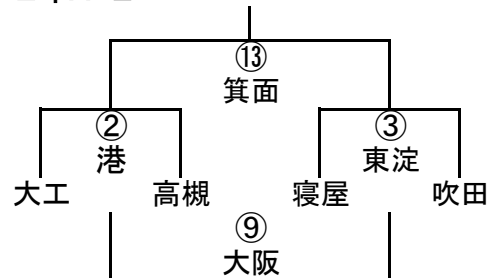 ⑬
箕面
② ③
港 東淀
大工 高槻 寝屋 吹田
⑨
大阪